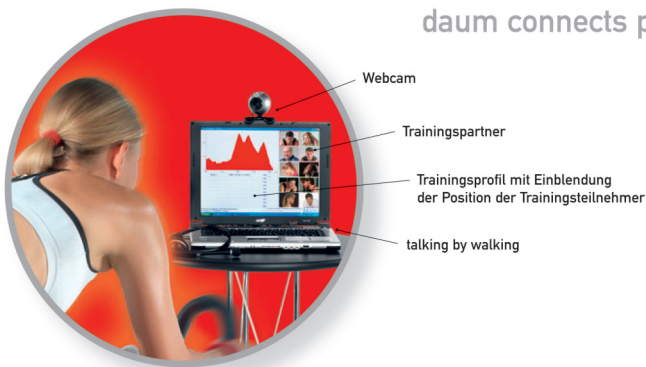 daum connects p
Webcam
Trainingspartner
Trainingsprofil mit Einblendung
der Position der Trainingsteilnehmer
talking by walking